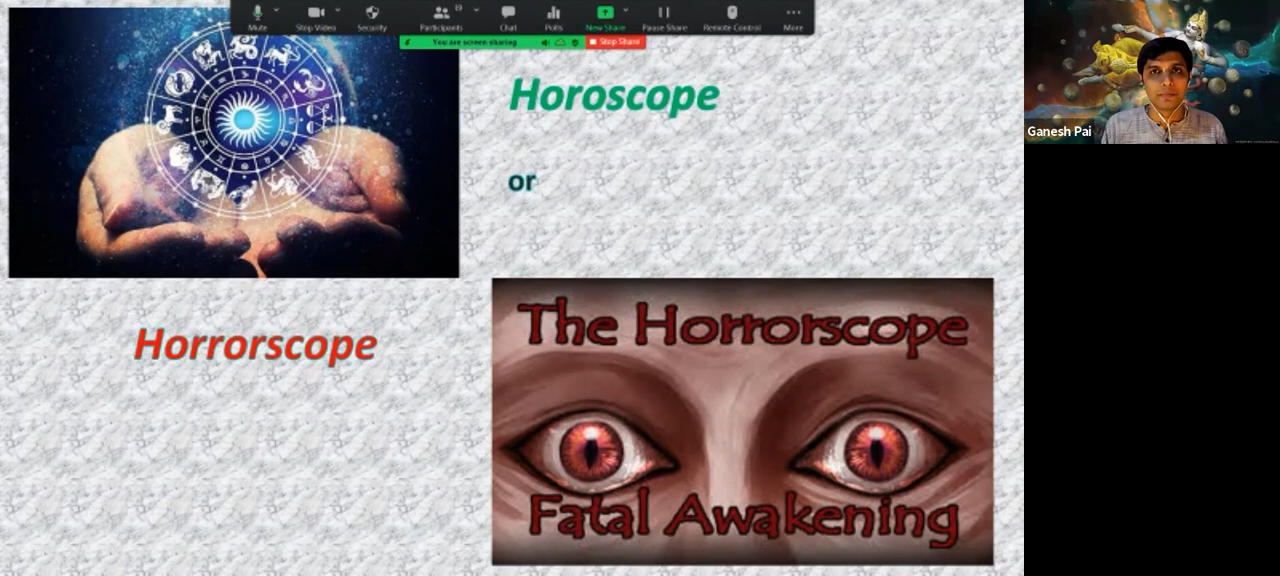 Mute
Stop Video
Security
Participants
19
Chat
Polls
New Share
Pause Share
Remote Control
More
You are screen sharing
Stop Share
Horoscope
or
Horrorscope
The Horrorscope
Fatal Awakening
Ganesh Pai